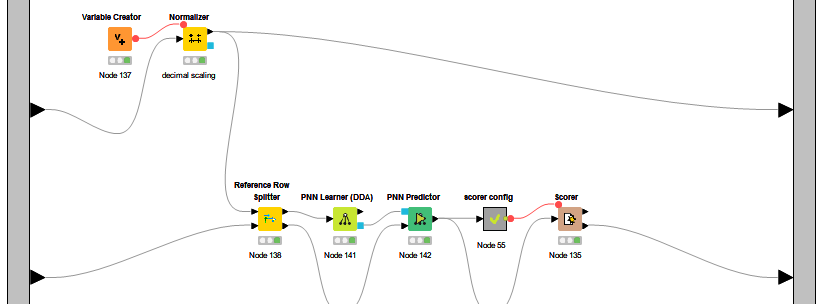 Variable Creator
Normalizer
V+
Node 137
decimal scaling
Reference Row
Splitter
PNN Learner (DDA)
PNN Predictor
scorer config
Scorer
Node 138
Node 141
Node 142
Node 55
Node 135